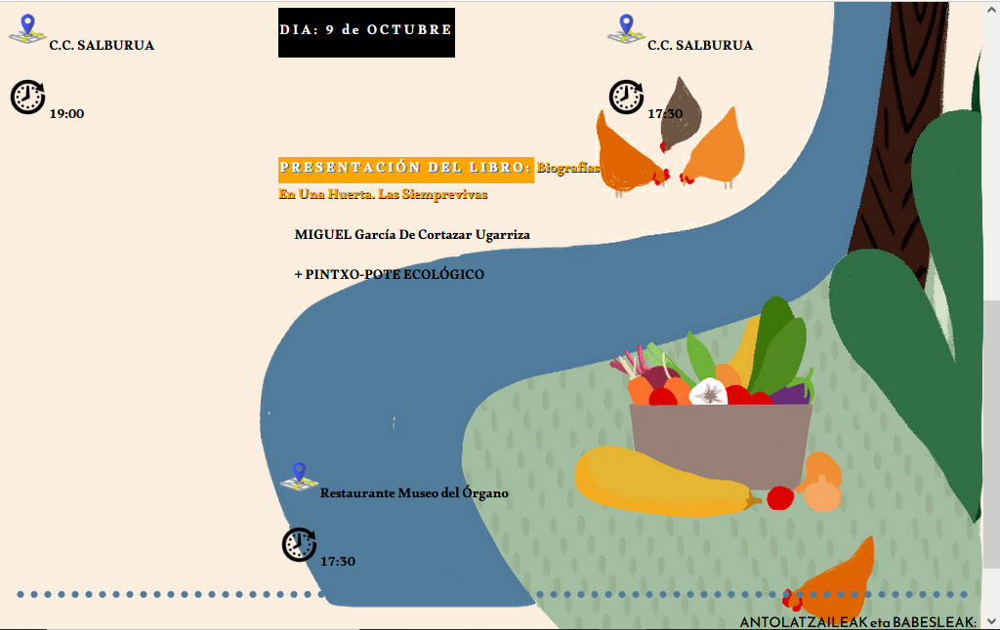 C.C. SALBURUA
19:00
DIA: 9 de OCTUBRE
PRESENTACIÓN DEL LIBRO: Biografías
En Una Huerta. Las Siemprevivas
MIGUEL García De Cortazar Ugarriza
+ PINTXO-POTE ECOLÓGICO
Restaurante Museo del Órgano
17:30
C.C. SALBURUA
17:30
ANTOLATZAILEAK eta BABESLEAK: